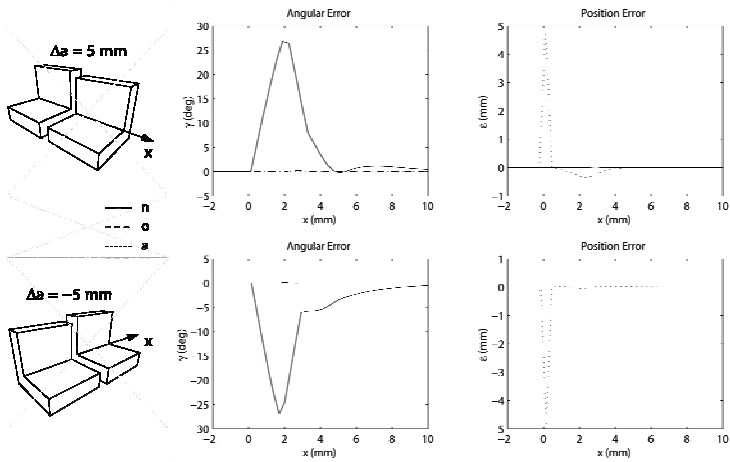 Δa = 5 mm
x
n
o
a
Angular Error
γ (deg)
30
25
20
15
10
5
0
−5
−2 0 2 4 6 8 10
x (mm)
Position Error
ε (mm)
5
4
3
2
1
0
−1
−2 0 2 4 6 8 10
x (mm)
Δa = −5 mm
x
Angular Error
γ (deg)
5
0
−5
−10
−15
−20
−25
30
−2 0 2 4 6 8 10
x (mm)
Position Error
ε (mm)
1
0
−1
−2
−3
−4
5
−2 0 2 4 6 8 10
x (mm)